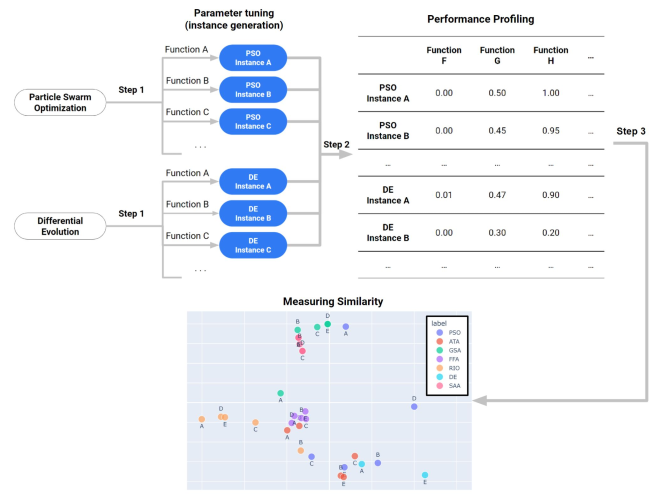 Parameter tuning
(instance generation)
Performance Profiling
Particle Swarm
Optimization
Step 1
Function A
PSO
Instance A
Function B
PSO
Instance B
Function C
PSO
Instance C
...
Differential
Evolution
Step 1
Function A
DE
Instance A
Function B
DE
Instance B
Function C
DE
Instance C
...
Step 2
Function F Function G Function H ...
PSO Instance A 0.00 0.50 1.00 ...
PSO Instance B 0.00 0.45 0.95 ...
... ... ... ... ...
DE Instance A 0.01 0.47 0.90 ...
DE Instance B 0.00 0.30 0.20 ...
... ... ... ... ...
Step 3
Measuring Similarity
label
PSO
ATA
GSA
FFA
RIO
DE
SAA
B
C
D
E
A
C
A
D
A
D
E
C
A
B
C
D
B
C
A
B
E
E